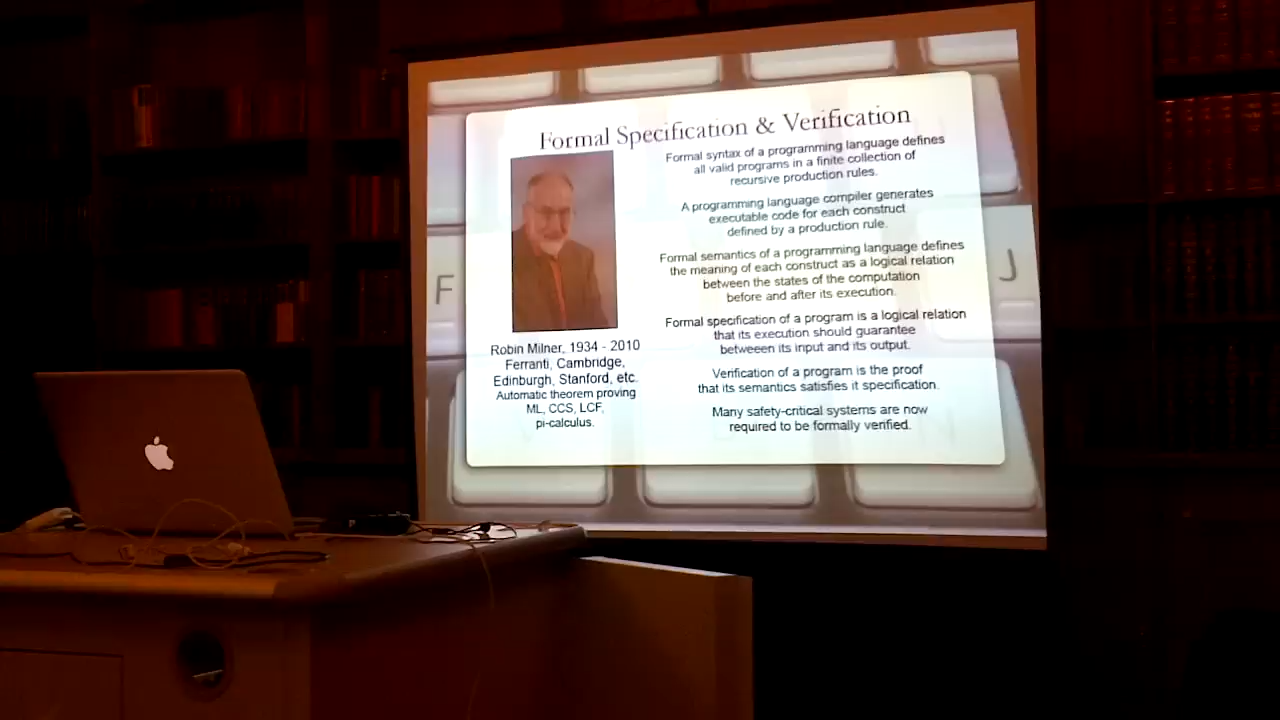 Formal Specification & Verification
Formal syntax of a programming language defines
all valid programs in a finite collection of
recursive production rules.
A programming language compiler generates
executable code for each construct
defined by a production rule.
Formal semantics of a programming language defines
the meaning of each construct as a logical relation
between the states of the computation
before and after its execution.
Formal specification of a program is a logical relation
that its execution should guarantee
betweeen its input and its output.
Verification of a program is the proof
that its semantics satisfies it specification.
Many safety-critical systems are now
required to be formally verified.
Robin Milner, 1934 - 2010
Ferranti, Cambridge,
Edinburgh, Stanford, etc.
Automatic theorem proving
ML, CCS, LCF,
pi-calculus.
F
J